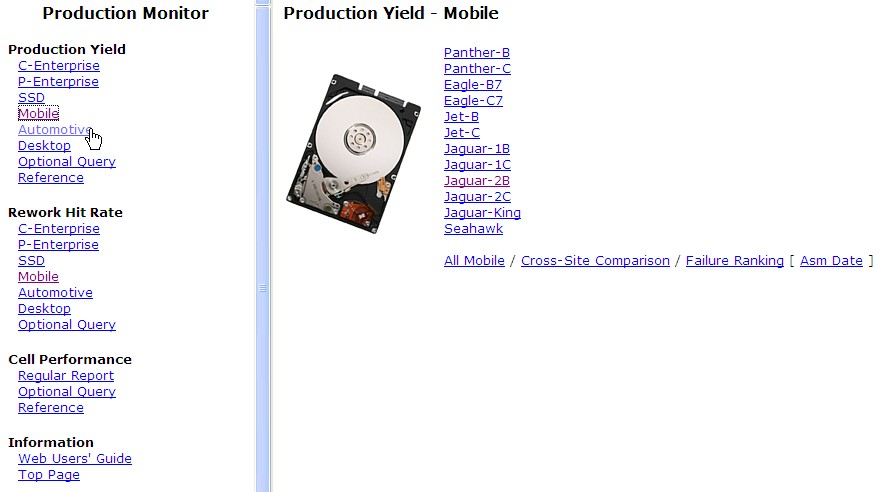 Production Monitor
Production Yield
C-Enterprise
P-Enterprise
SSD
Mobile
Automotive
Desktop
Optional Query
Reference
Rework Hit Rate
C-Enterprise
P-Enterprise
SSD
Mobile
Automotive
Desktop
Optional Query
Cell Performance
Regular Report
Optional Query
Reference
Information
Web Users' Guide
Top Page
Production Yield - Mobile
Panther-B
Panther-C
Eagle-B7
Eagle-C7
Jet-B
Jet-C
Jaguar-1B
Jaguar-1C
Jaguar-2B
Jaguar-2C
Jaguar-King
Seahawk
All Mobile / Cross-Site Comparison / Failure Ranking [ Asm Date ]